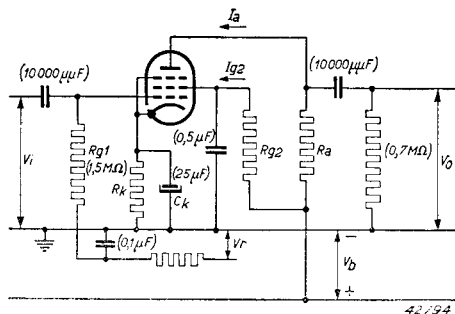 Ia
(10000μμF)
(10000μμF)
Ig2
Vi
Rg1
(1,5MΩ)
Rk
(25μF)
Ck
(0,5μF)
Rg2
Ra
(0,7MΩ)
Vo
(0,1μF)
Vr
−
Vb
+
42794